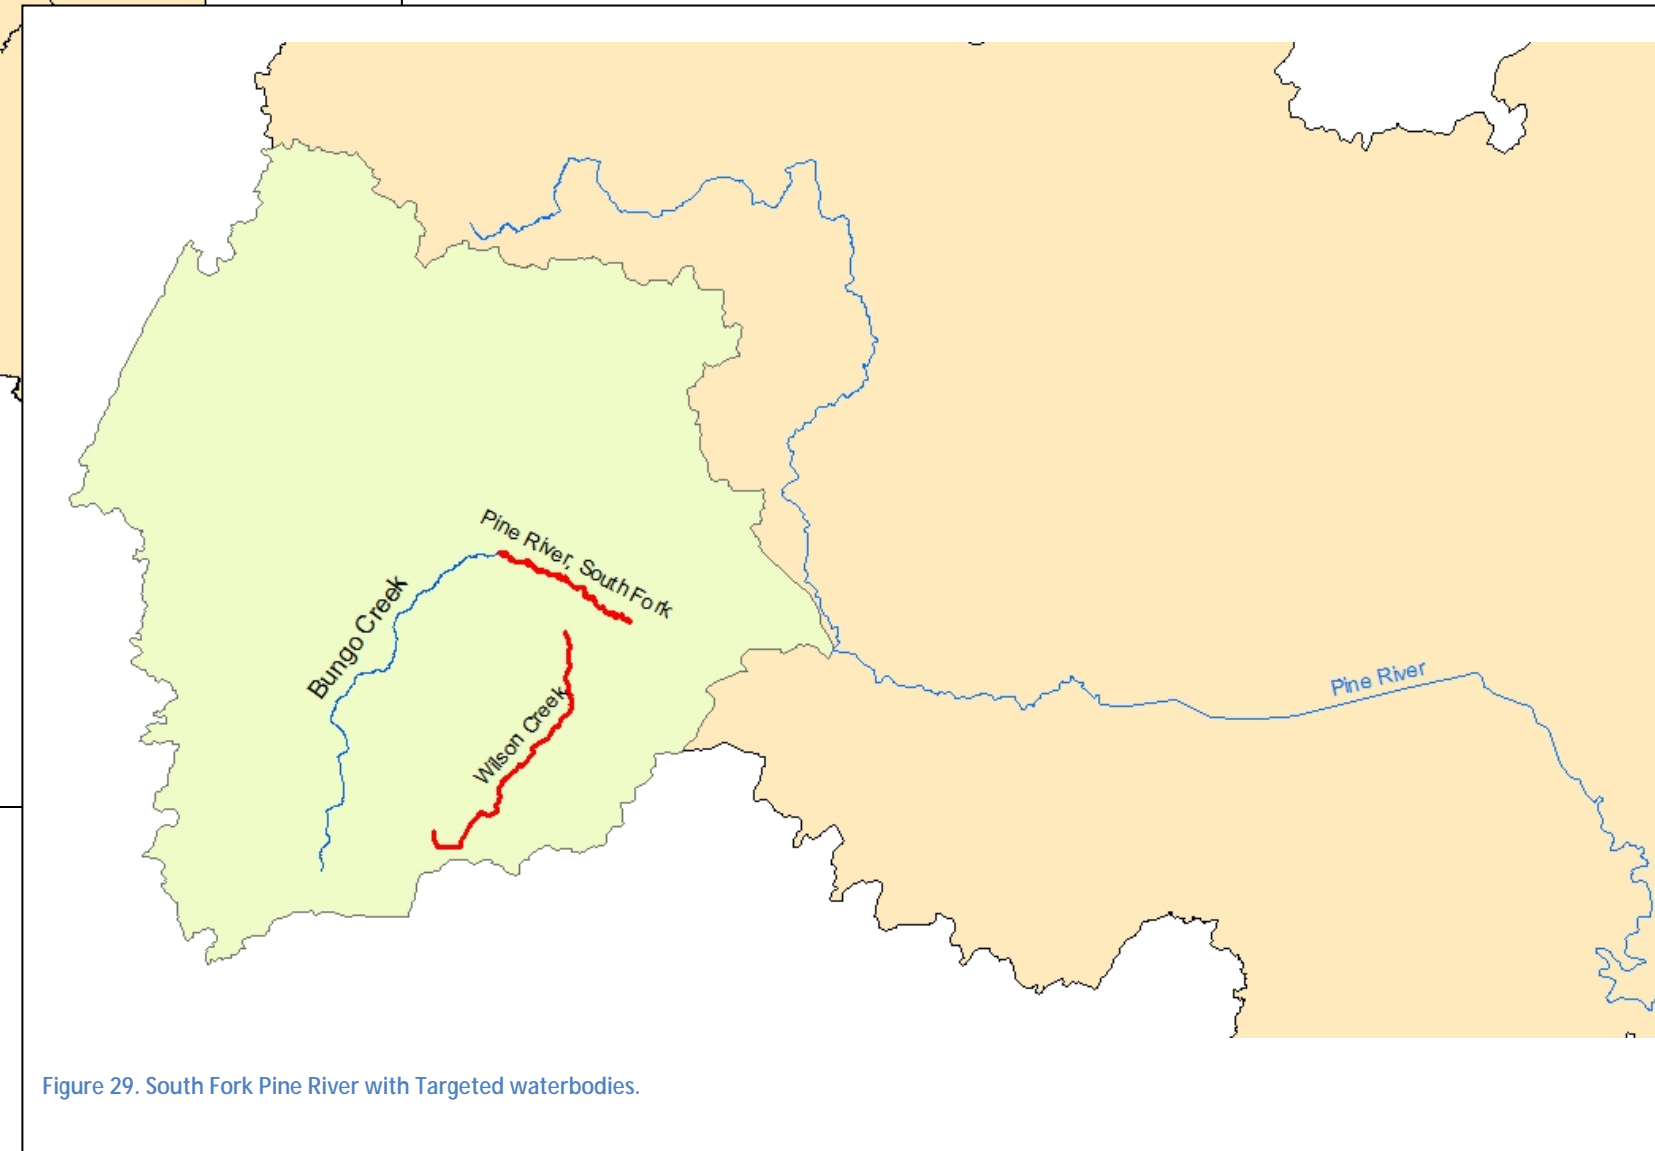 Pine River, South Fork
Bungo Creek
Wilson Creek
Pine River
Figure 29. South Fork Pine River with Targeted waterbodies.